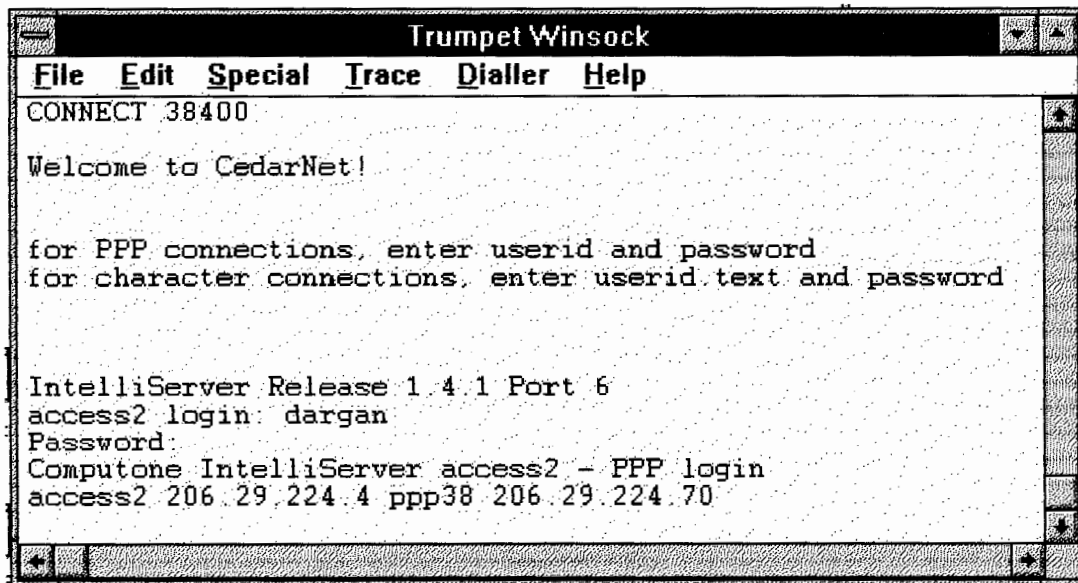 Trumpet Winsock
File Edit Special Trace Dialler Help
CONNECT 38400
Welcome to CedarNet!
for PPP connections, enter userid and password
for character connections, enter userid.text and password
IntelliServer Release 1.4.1 Port 6
access2 login: dargan
Password:
Computone IntelliServer access2 - PPP login
access2 206.29.224.4 ppp38 206.29.224.70